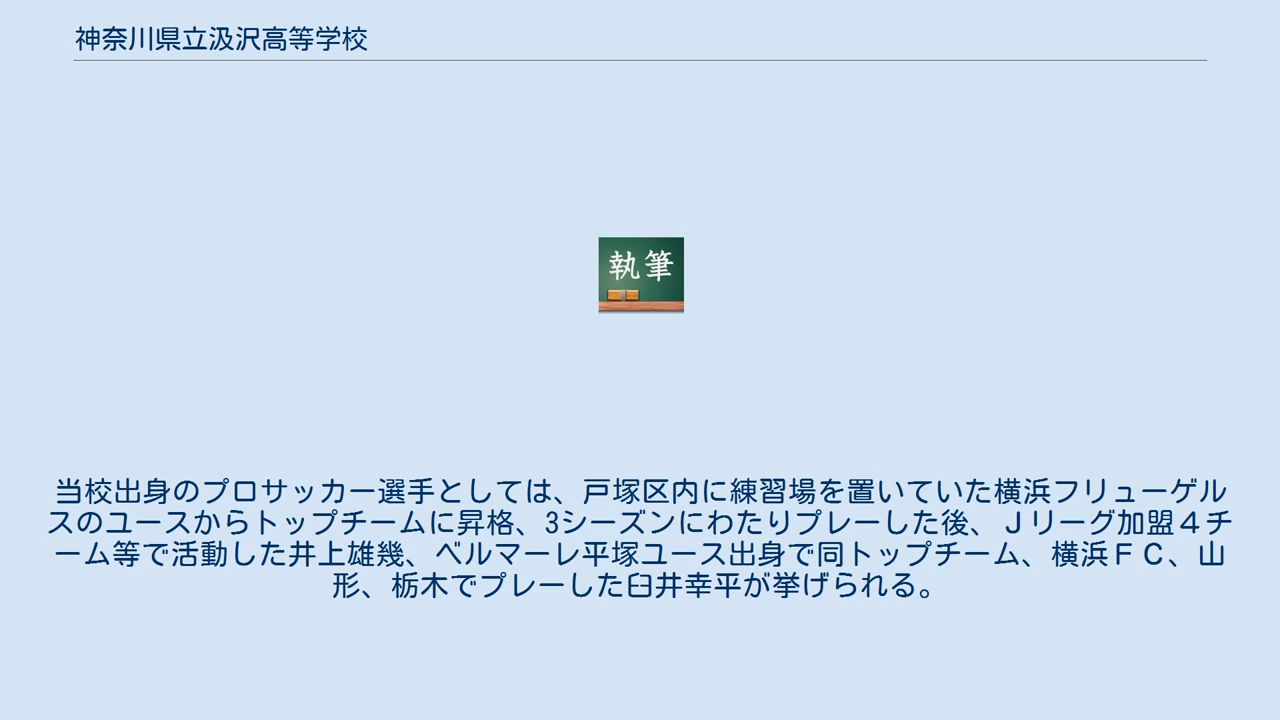 神奈川県立汲沢高等学校
執筆
当校出身のプロサッカー選手としては、戸塚区内に練習場を置いていた横浜フリューゲル
スのユースからトップチームに昇格、3シーズンにわたりプレーした後、Ｊリーグ加盟４チ
ーム等で活動した井上雄幾、ベルマーレ平塚ユース出身で同トップチーム、横浜ＦＣ、山
形、栃木でプレーした臼井幸平が挙げられる。